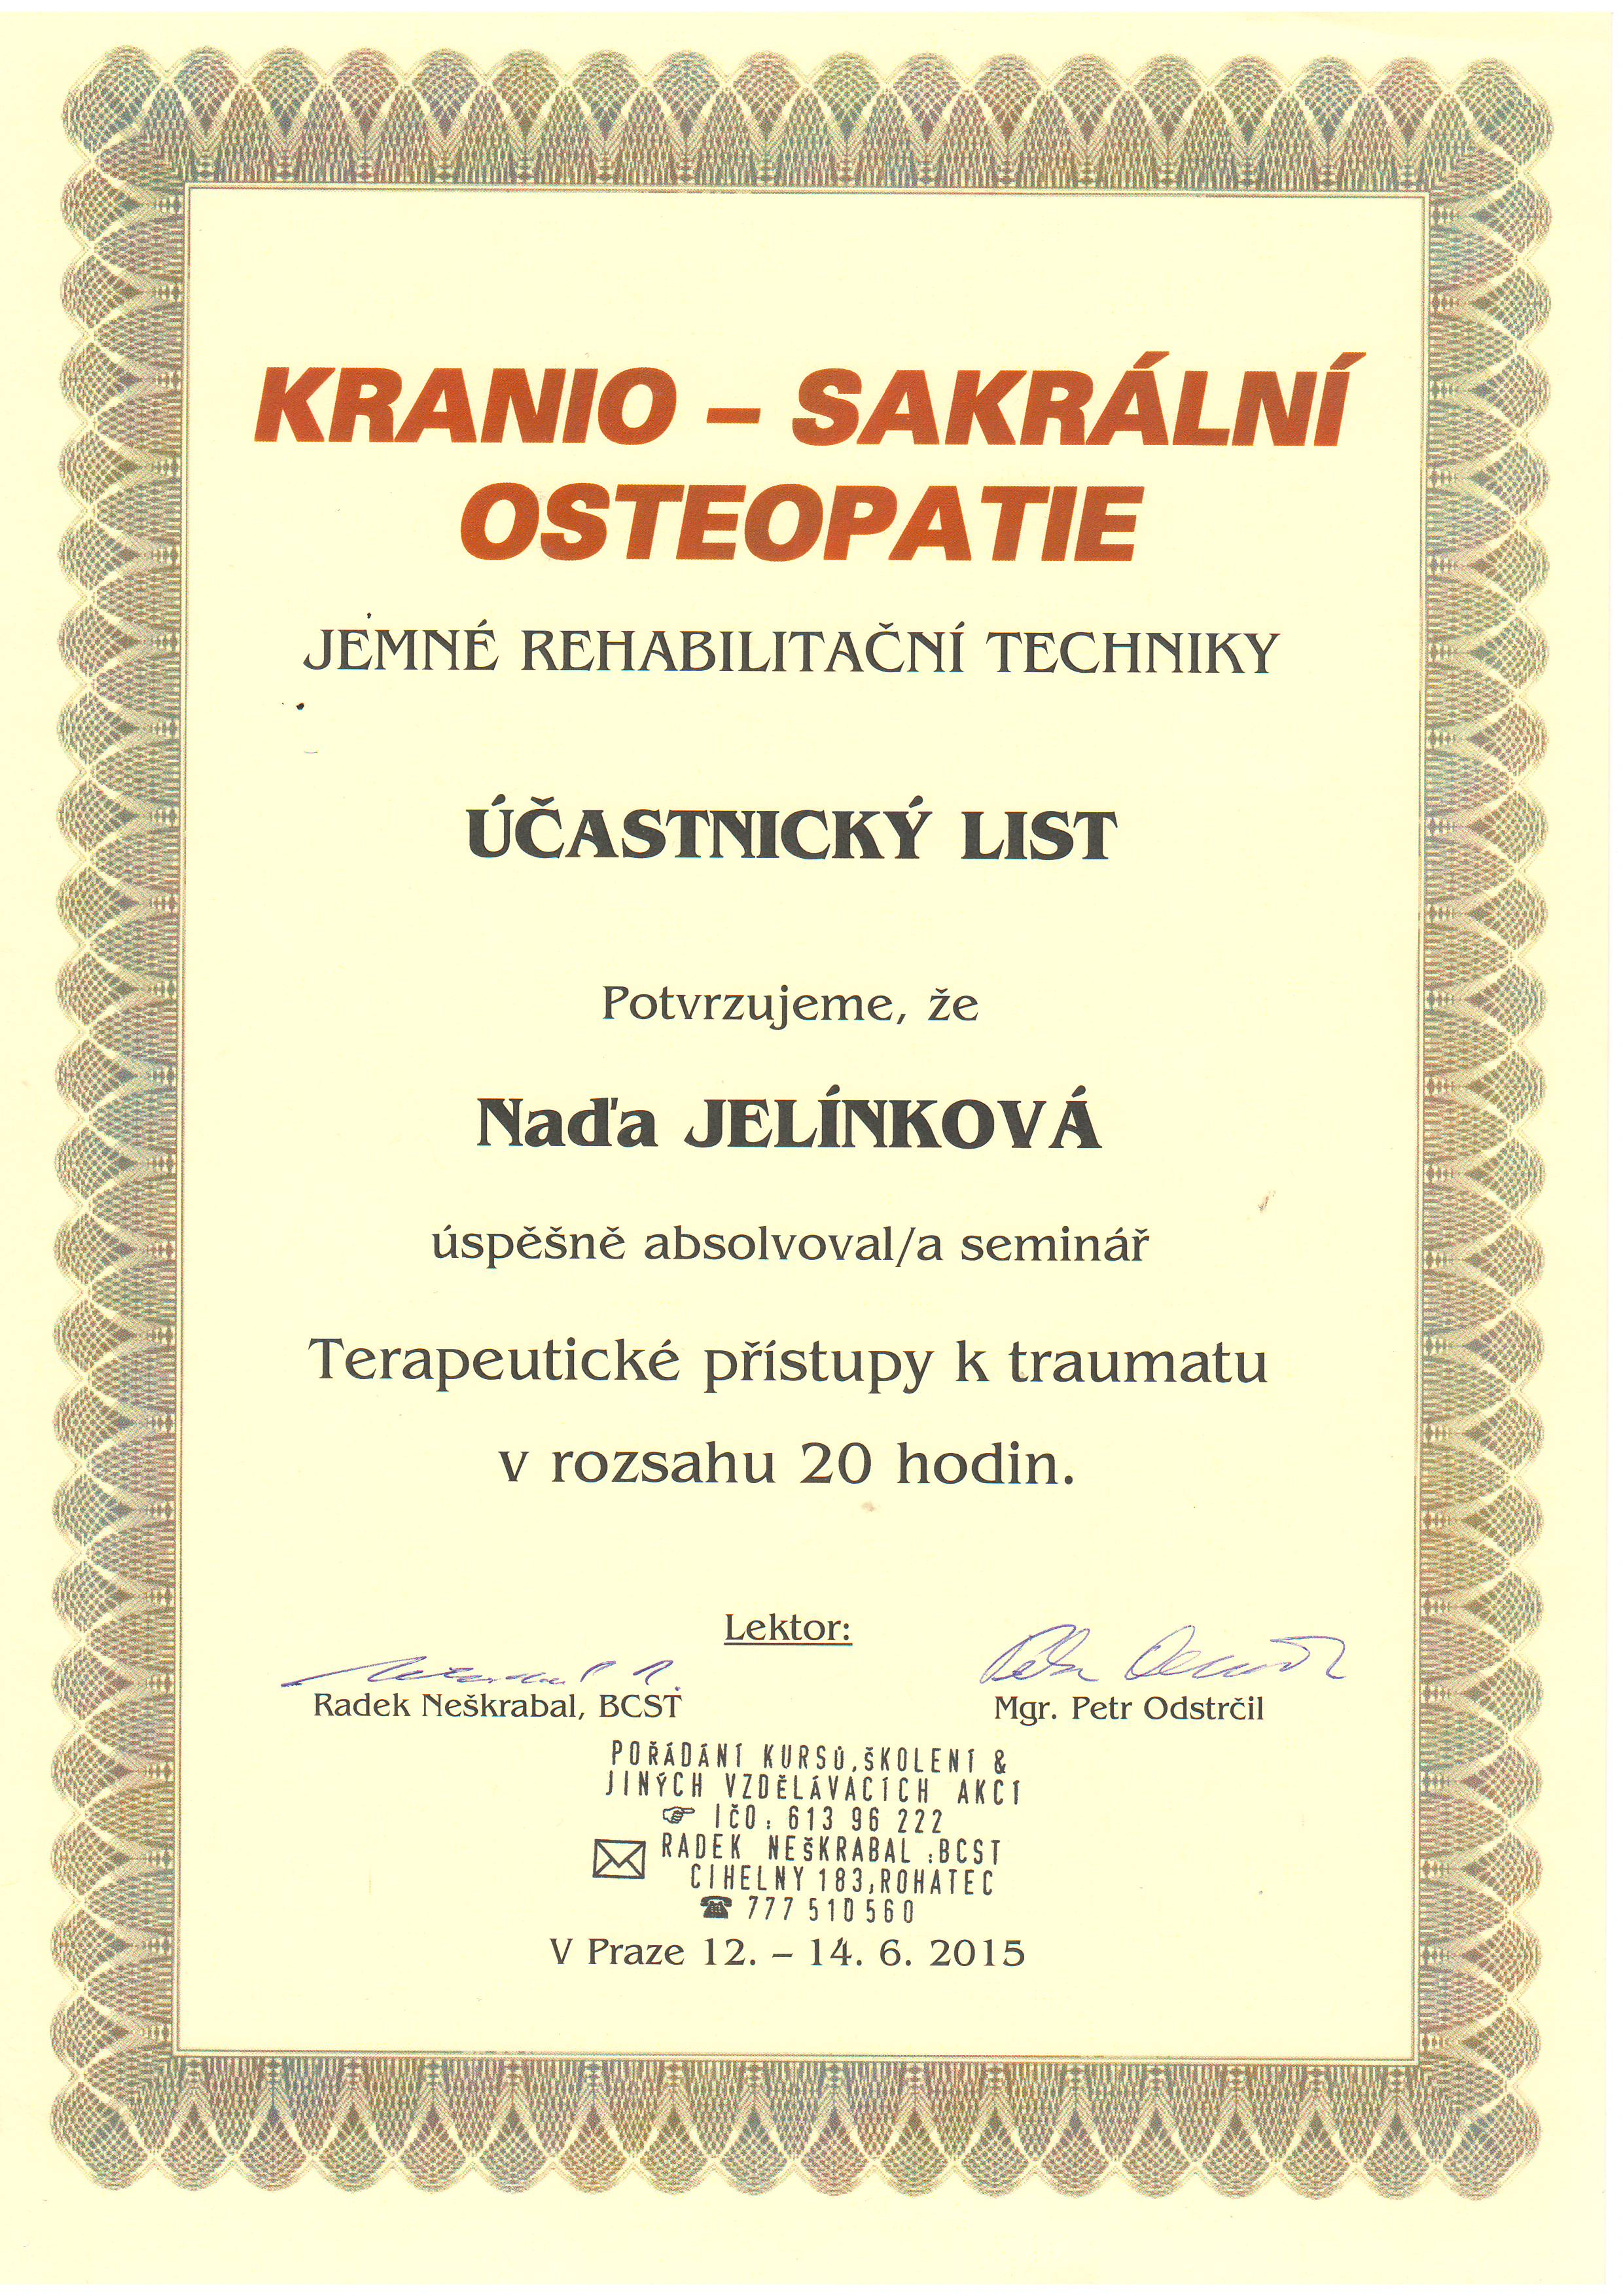 KRANIO – SAKRÁLNÍ
OSTEOPATIE
JEMNÉ REHABILITAČNÍ TECHNIKY
ÚČASTNICKÝ LIST
Potvrzujeme, že
Naďa JELÍNKOVÁ
úspěšně absolvoval/a seminář
Terapeutické přístupy k traumatu
v rozsahu 20 hodin.
Lektor:
Radek Neškrabal, BCST
Mgr. Petr Odstrčil
POŘÁDÁNÍ KURSŮ,ŠKOLENÍ &
JINÝCH VZDĚLÁVACÍCH AKCÍ
IČO: 613 96 222
RADEK NEŠKRABAL ,BCST
CIHELNY 183,ROHATEC
777 510 560
V Praze 12. – 14. 6. 2015